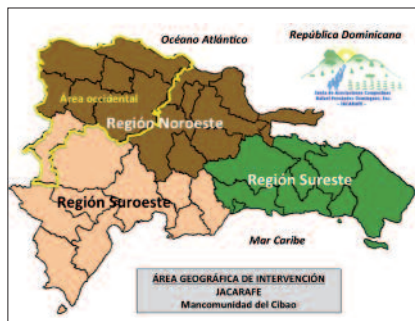 Océano Atlántico
República Dominicana
Área occidental
Región Noroeste
Región Sureste
Región Suroeste
Mar Caribe
ÁREA GEOGRÁFICA DE INTERVENCIÓN
JACARAFE
Mancomunidad del Cibao